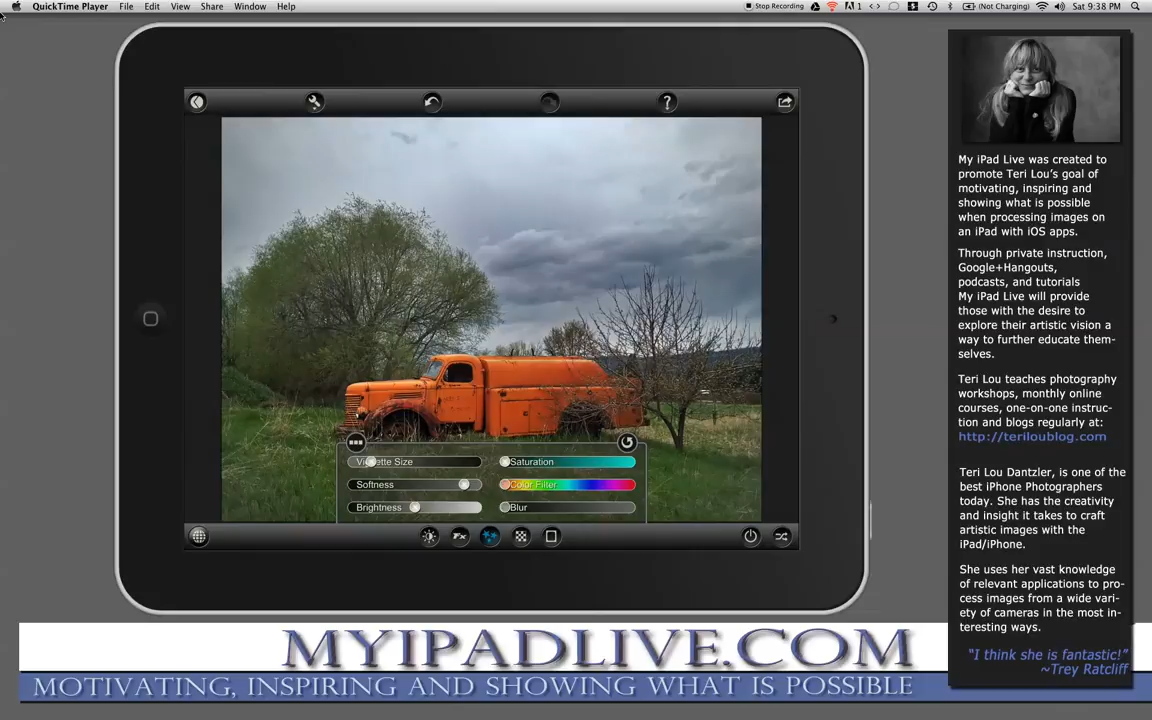 QuickTime Player File Edit View Share Window Help
Stop Recording 1 (Not Charging) Sat 9:38 PM
?
Vignette Size Saturation
Softness Color Filter
Brightness Blur
My iPad Live was created to
promote Teri Lou's goal of
motivating, inspiring and
showing what is possible
when processing images on
an iPad with iOS apps.
Through private instruction,
Google+Hangouts,
podcasts, and tutorials
My iPad Live will provide
those with the desire to
explore their artistic vision a
way to further educate them-
selves.
Teri Lou teaches photography
workshops, monthly online
courses, one-on-one instruc-
tion and blogs regularly at:
http://teriloublog.com
Teri Lou Dantzler, is one of the
best iPhone Photographers
today. She has the creativity
and insight it takes to craft
artistic images with the
iPad/iPhone.
She uses her vast knowledge
of relevant applications to pro-
cess images from a wide vari-
ety of cameras in the most in-
teresting ways.
"I think she is fantastic!"
~Trey Ratcliff
MYIPADLIVE.COM
MOTIVATING, INSPIRING AND SHOWING WHAT IS POSSIBLE